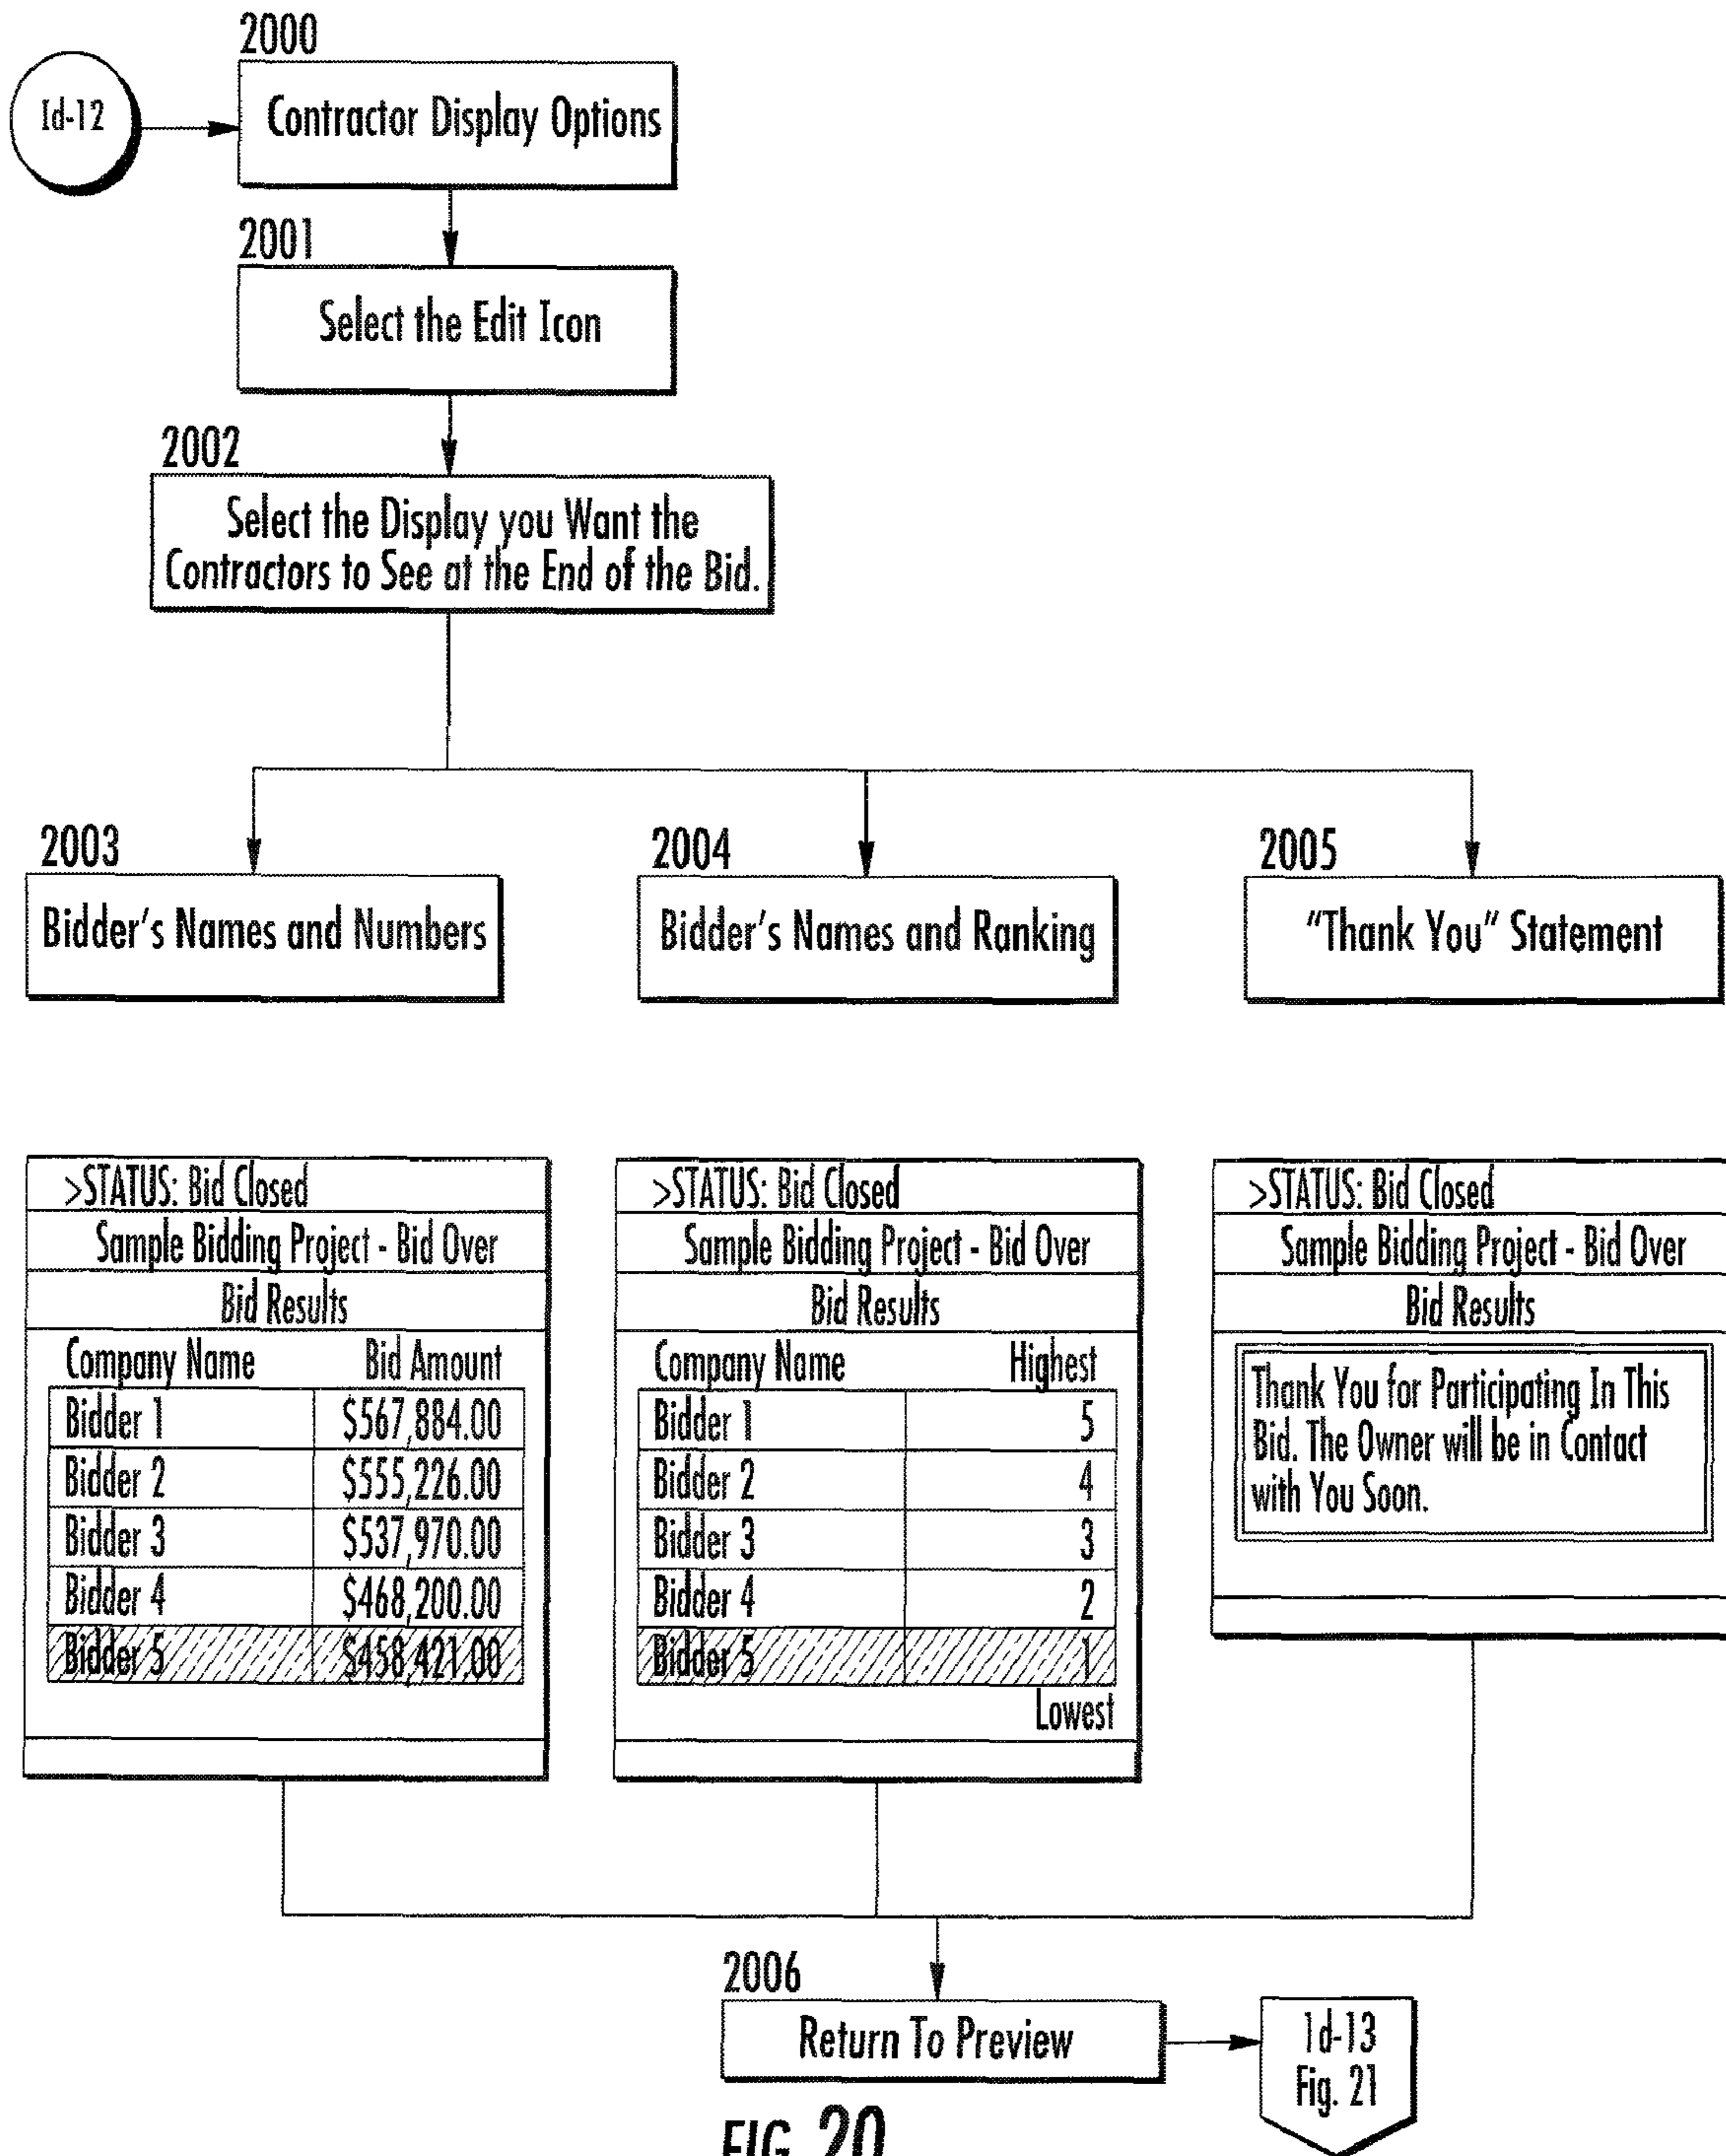 2000
Id-12
Contractor Display Options
2001
Select the Edit Icon
2002
Select the Display you Want the
Contractors to See at the End of the Bid.
2003
Bidder's Names and Numbers
2004
Bidder's Names and Ranking
2005
"Thank You" Statement
>STATUS: Bid Closed
Sample Bidding Project - Bid Over
Bid Results
Company Name Bid Amount
Bidder 1 $567,884.00
Bidder 2 $555,226.00
Bidder 3 $537,970.00
Bidder 4 $468,200.00
Bidder 5 $458,421.00
>STATUS: Bid Closed
Sample Bidding Project - Bid Over
Bid Results
Company Name Highest
Bidder 1 5
Bidder 2 4
Bidder 3 3
Bidder 4 2
Bidder 5 1
Lowest
>STATUS: Bid Closed
Sample Bidding Project - Bid Over
Bid Results
Thank You for Participating In This
Bid. The Owner will be in Contact
with You Soon.
2006
Return To Preview
1d-13
Fig. 21
FIG. 20